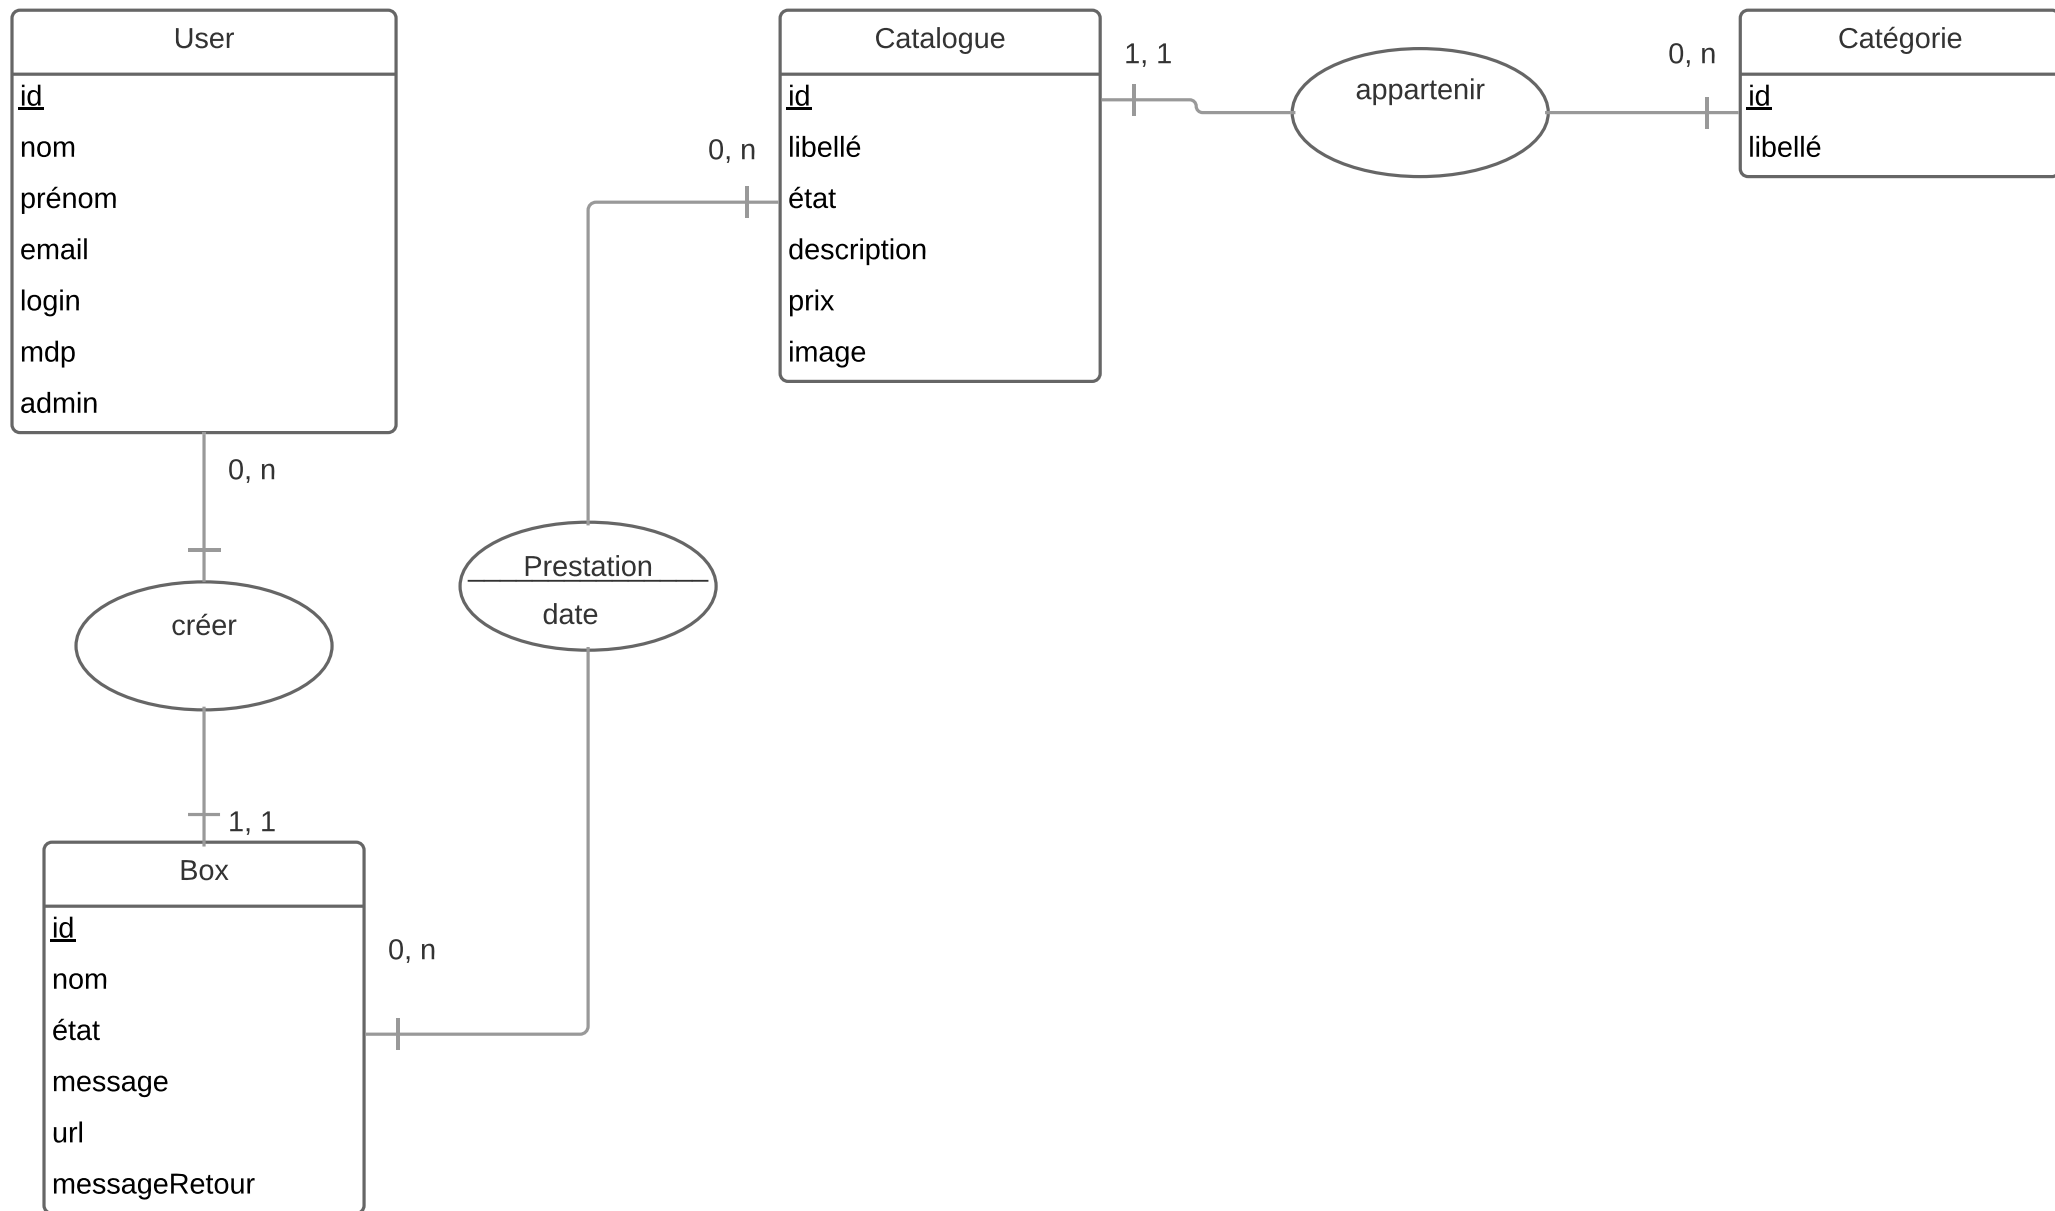 User
id
nom
prénom
email
login
mdp
admin
0, n
créer
1, 1
Box
id
nom
état
message
url
messageRetour
0, n
Prestation
date
0, n
Catalogue
id
libellé
état
description
prix
image
1, 1
appartenir
0, n
Catégorie
id
libellé